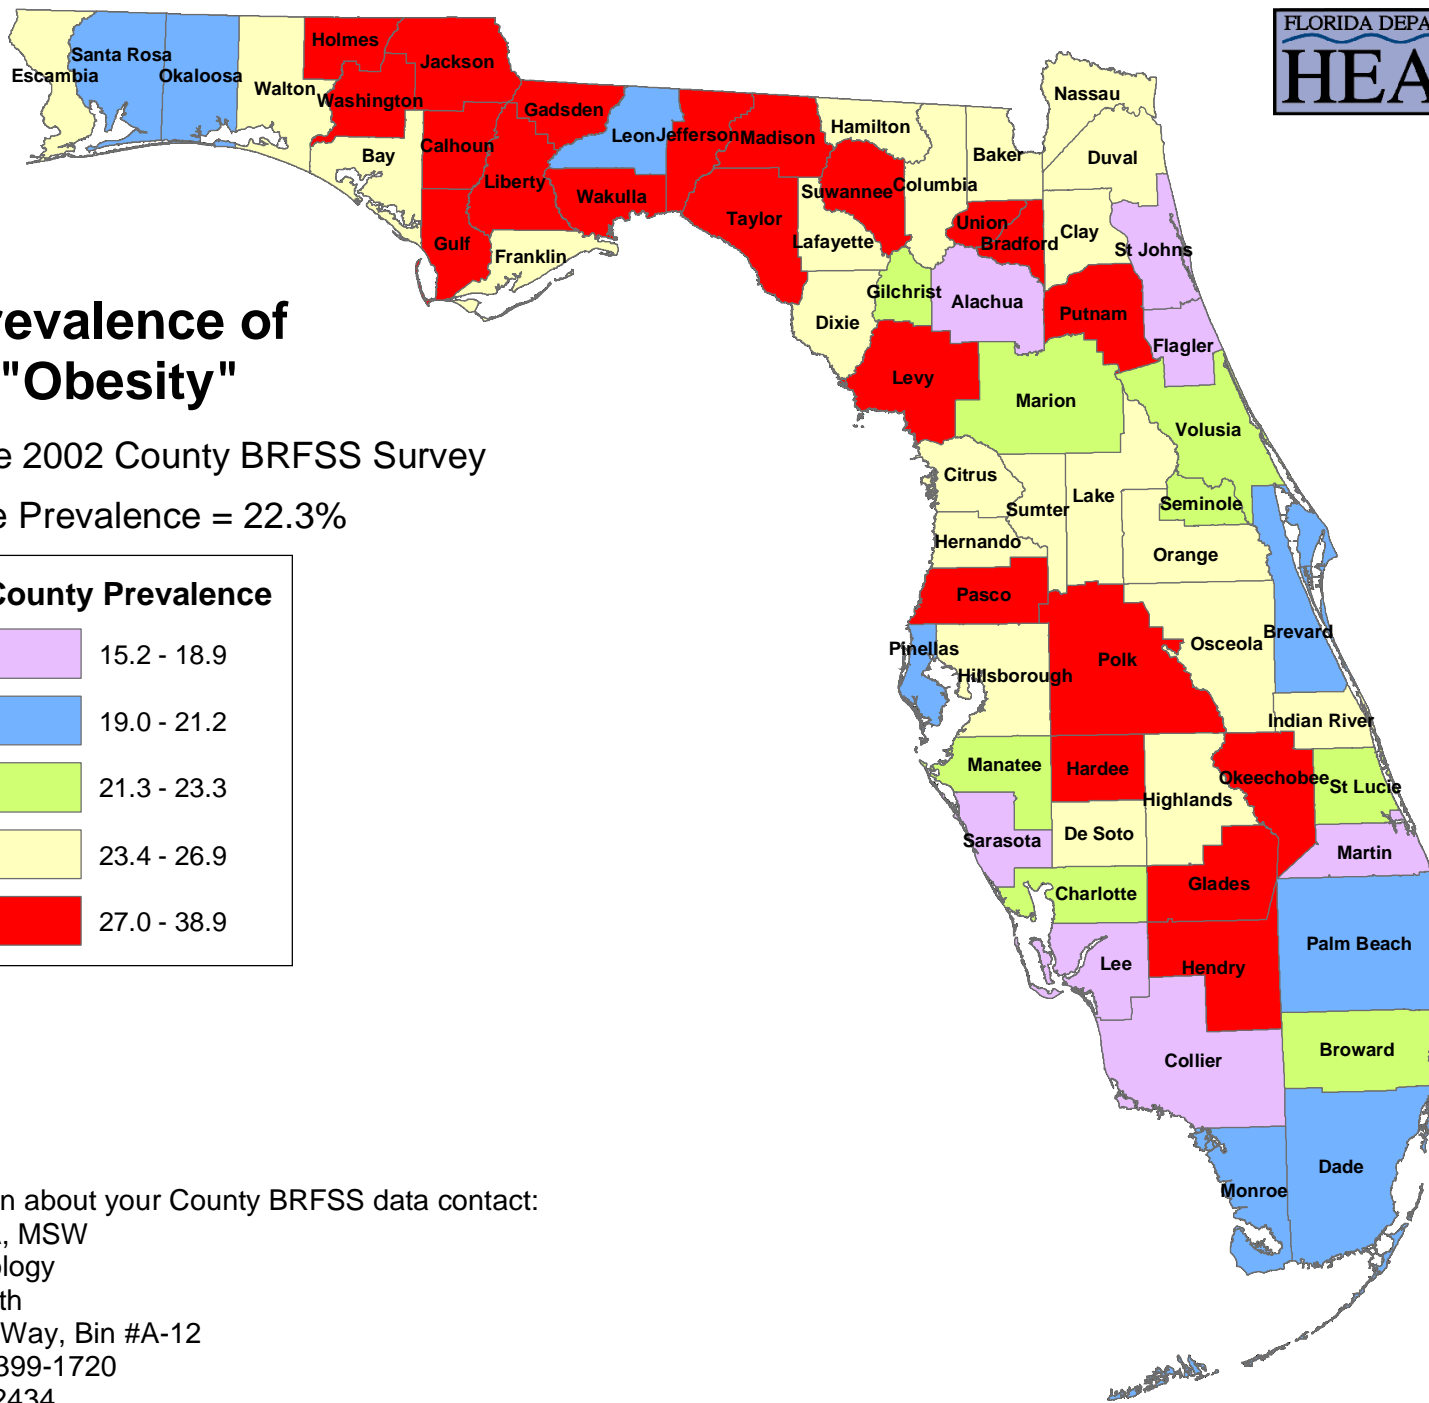 FLORIDA DEPA
HEA
Holmes
Santa Rosa
Jackson
Escambia
Okaloosa
Walton
Washington
Nassau
Gadsden
Hamilton
Leon
Jefferson
Madison
Calhoun
Bay
Baker
Duval
Liberty
Columbia
Suwannee
Wakulla
Taylor
Union
Clay
Bradford
Gulf
Lafayette
St Johns
Franklin
Gilchrist
Alachua
Putnam
Dixie
revalence of
Flagler
"Obesity"
Levy
Marion
Volusia
e 2002 County BRFSS Survey
Citrus
Lake
Seminole
Sumter
e Prevalence = 22.3%
Hernando
Orange
County Prevalence
Pasco
15.2 - 18.9
Brevard
Osceola
Pinellas
Polk
Hillsborough
19.0 - 21.2
Indian River
Manatee
Hardee
Okeechobee
21.3 - 23.3
St Lucie
Highlands
De Soto
Sarasota
23.4 - 26.9
Martin
Glades
Charlotte
27.0 - 38.9
Palm Beach
Lee
Hendry
Broward
Collier
Dade
Monroe
n about your County BRFSS data contact:
, MSW
ology
th
Way, Bin #A-12
399-1720
2434